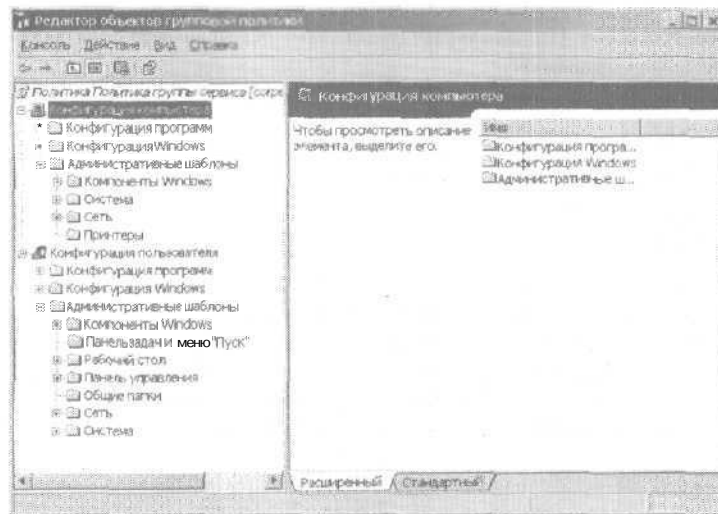 Редактор объектов групповой политики
Консоль Действие Вид Справка
Политика Политика группы сервиса [corpe
Конфигурация компьютера
Конфигурация программ
Конфигурация Windows
Административные шаблоны
Компоненты Windows
Система
Сеть
Принтеры
Конфигурация пользователя
Конфигурация программ
Конфигурация Windows
Административные шаблоны
Компоненты Windows
Панель задач и меню "Пуск"
Рабочий стол
Панель управления
Общие папки
Сеть
Система
Конфигурация компьютера
Чтобы просмотреть описание
элемента, выделите его.
Имя
Конфигурация програ...
Конфигурация Windows
Административные ш...
Расширенный Стандартный